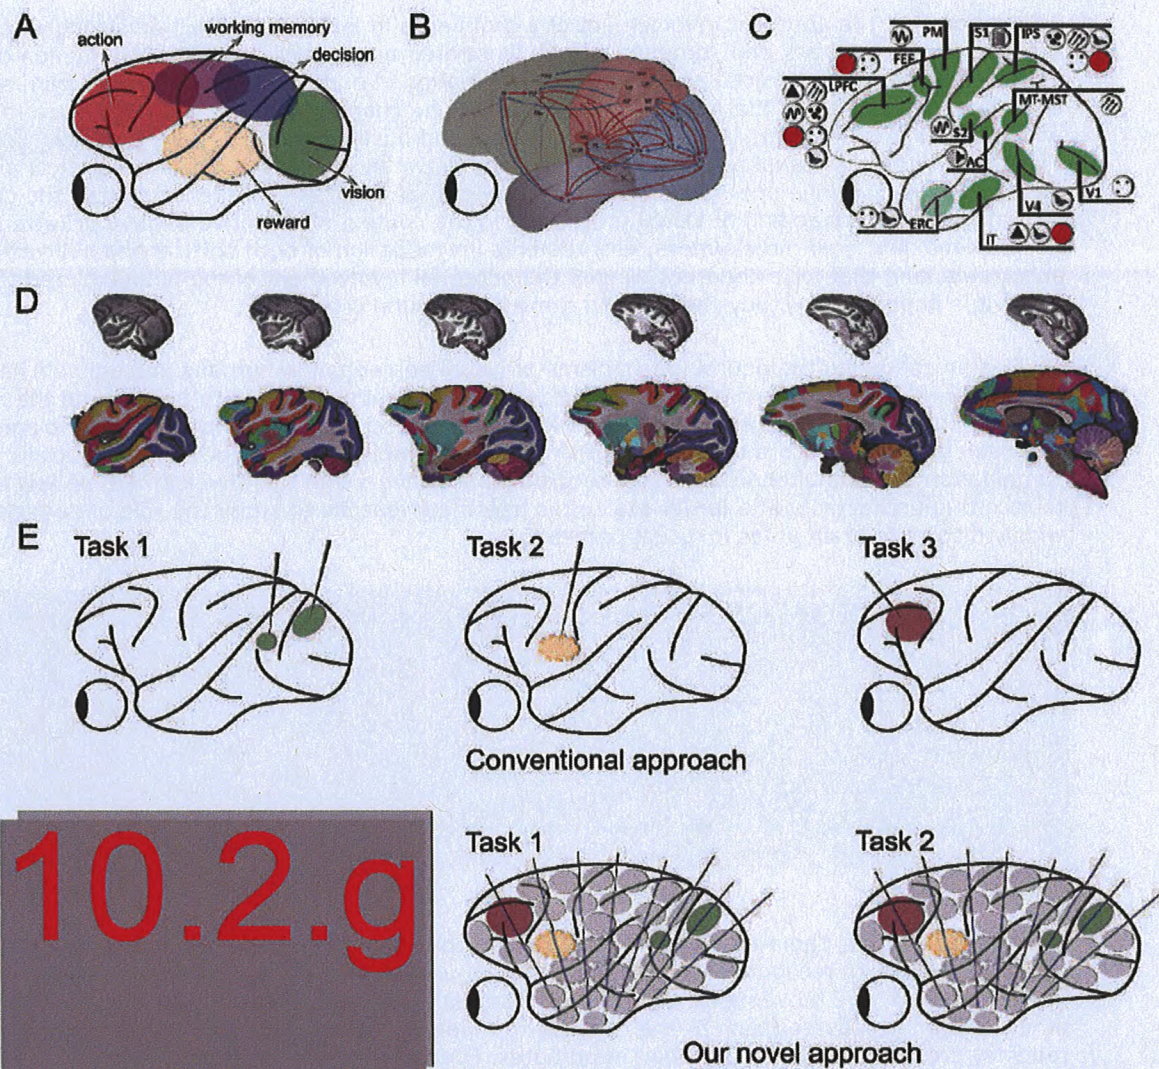 A
action
working memory
decision
vision
reward
B
C
PM
S1
IPS
FEF
LPFC
MT-MST
S2
AC
V1
V4
ERC
IT
D
E
Task 1
Task 2
Task 3
Conventional approach
10.2.g
Task 1
Task 2
Our novel approach